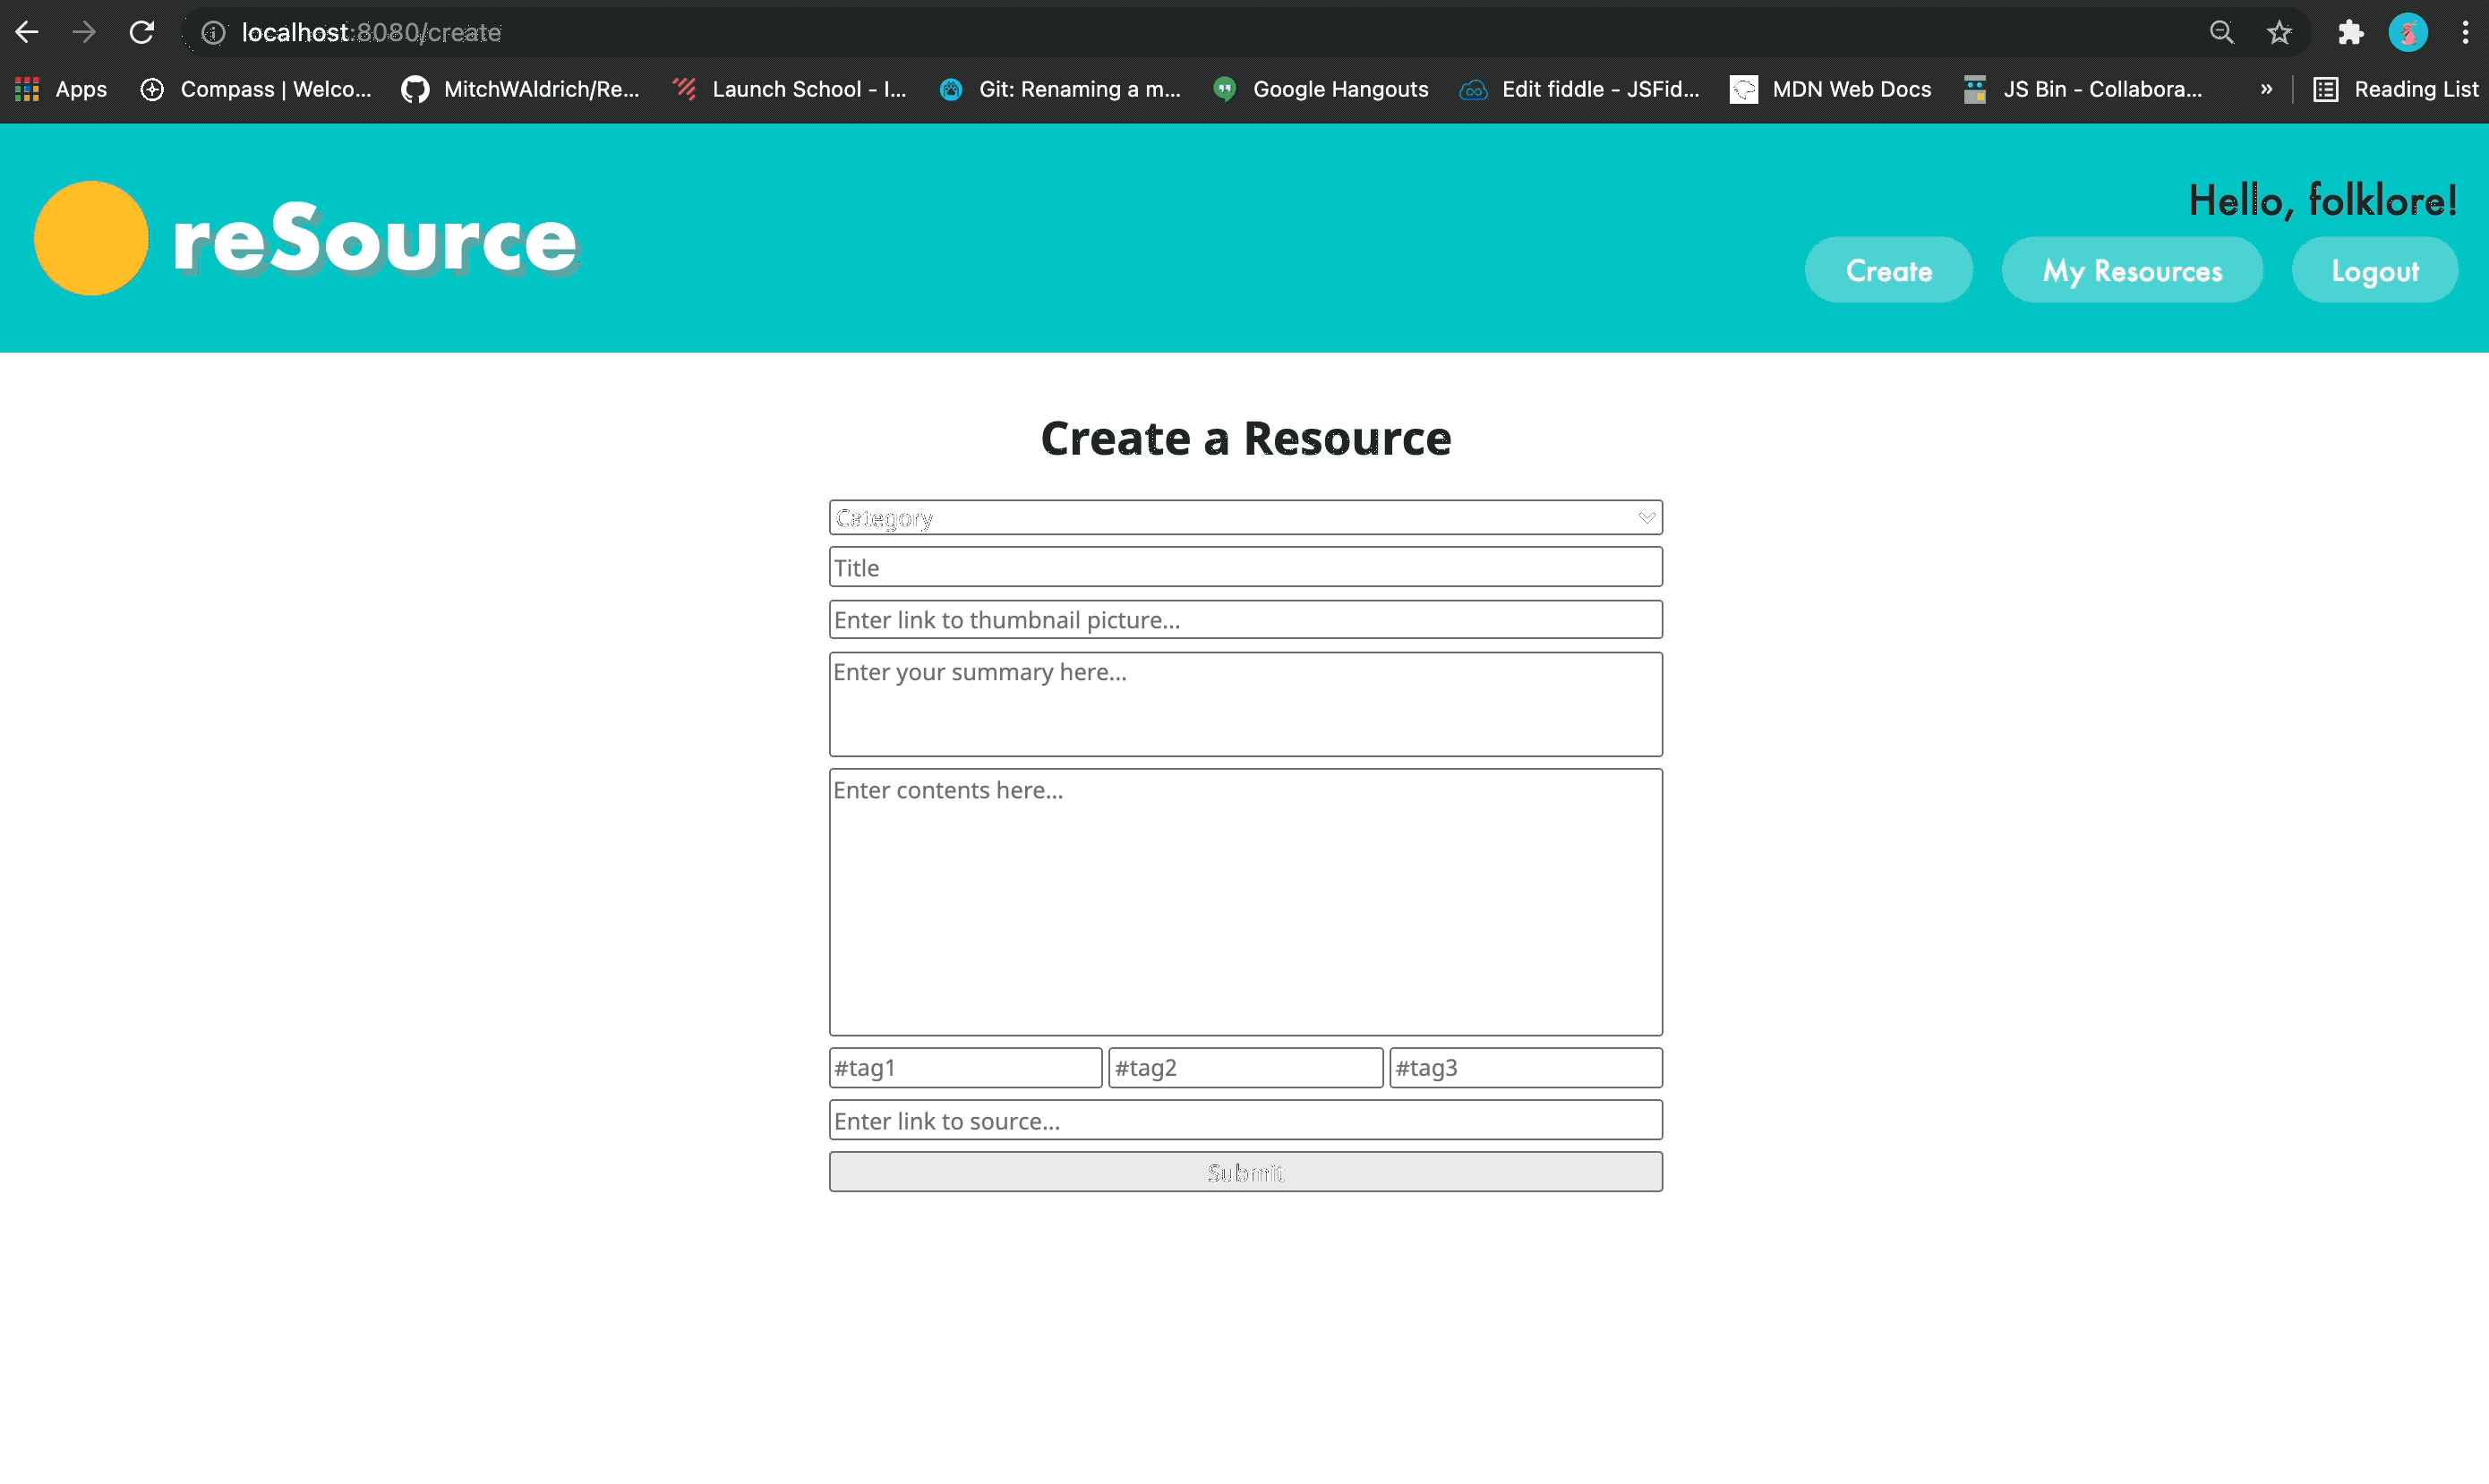 localhost:8080/create
Apps Compass | Welco... MitchWAldrich/Re... Launch School - I... Git: Renaming a m... Google Hangouts Edit fiddle - JSFid... MDN Web Docs JS Bin - Collabora... » Reading List
reSource
Hello, folklore!
Create My Resources Logout
Create a Resource
Category
Title
Enter link to thumbnail picture...
Enter your summary here...
Enter contents here...
#tag1 #tag2 #tag3
Enter link to source...
Submit